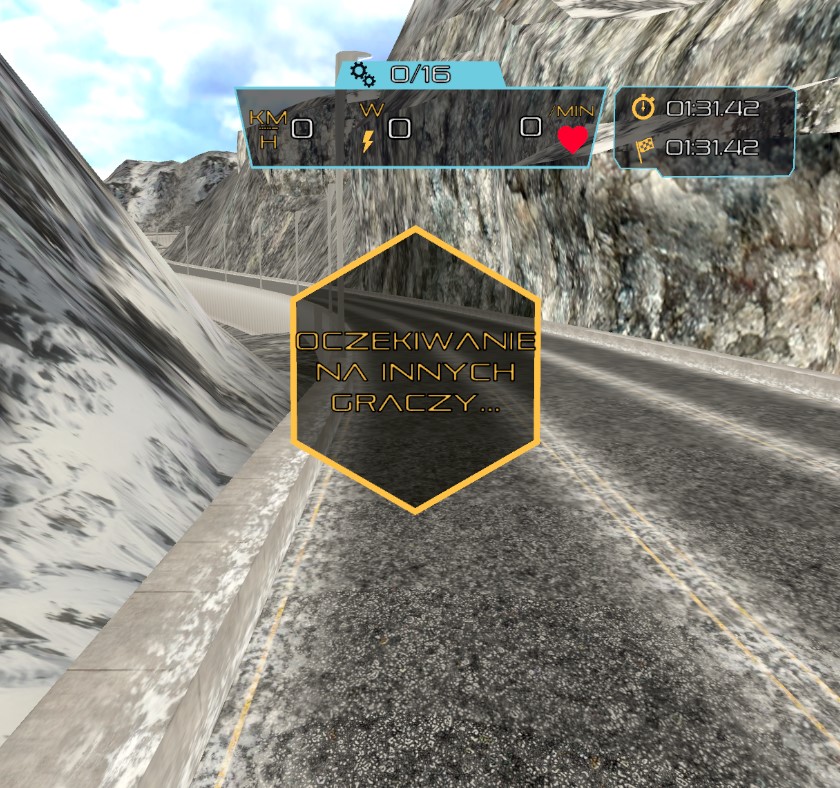 0/16
KM
H
0
W
0
0
/MIN
01:31.42
01:31.42
OCZEKIWANIE
NA INNYCH
GRACZY...